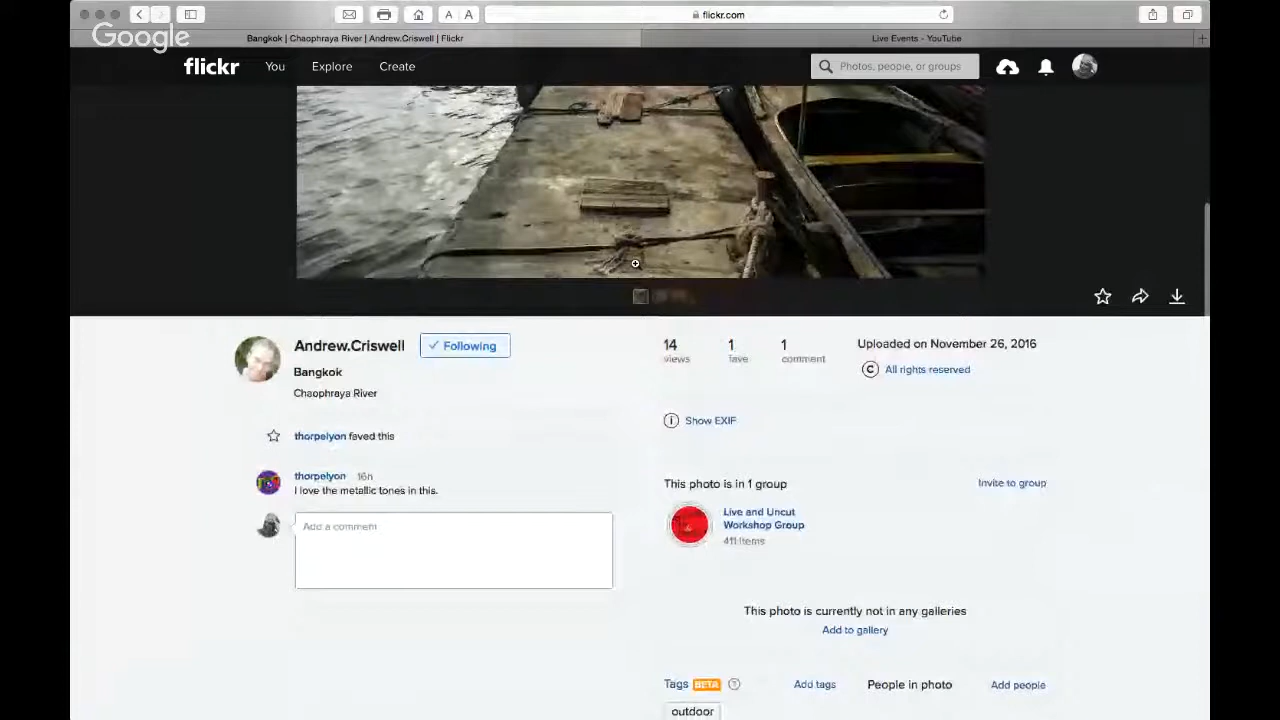 Google
flickr.com
Bangkok | Chaophraya River | Andrew.Criswell | Flickr
Live Events - YouTube
flickr You Explore Create
Photos, people, or groups
Andrew.Criswell
Following
Bangkok
Chaophraya River
thorpelyon faved this
thorpelyon 16h
I love the metallic tones in this.
Add a comment
14 1 1
views fave comment
Uploaded on November 26, 2016
All rights reserved
Show EXIF
This photo is in 1 group
Invite to group
Live and Uncut
Workshop Group
411 items
This photo is currently not in any galleries
Add to gallery
Tags BETA ? Add tags
People in photo Add people
outdoor